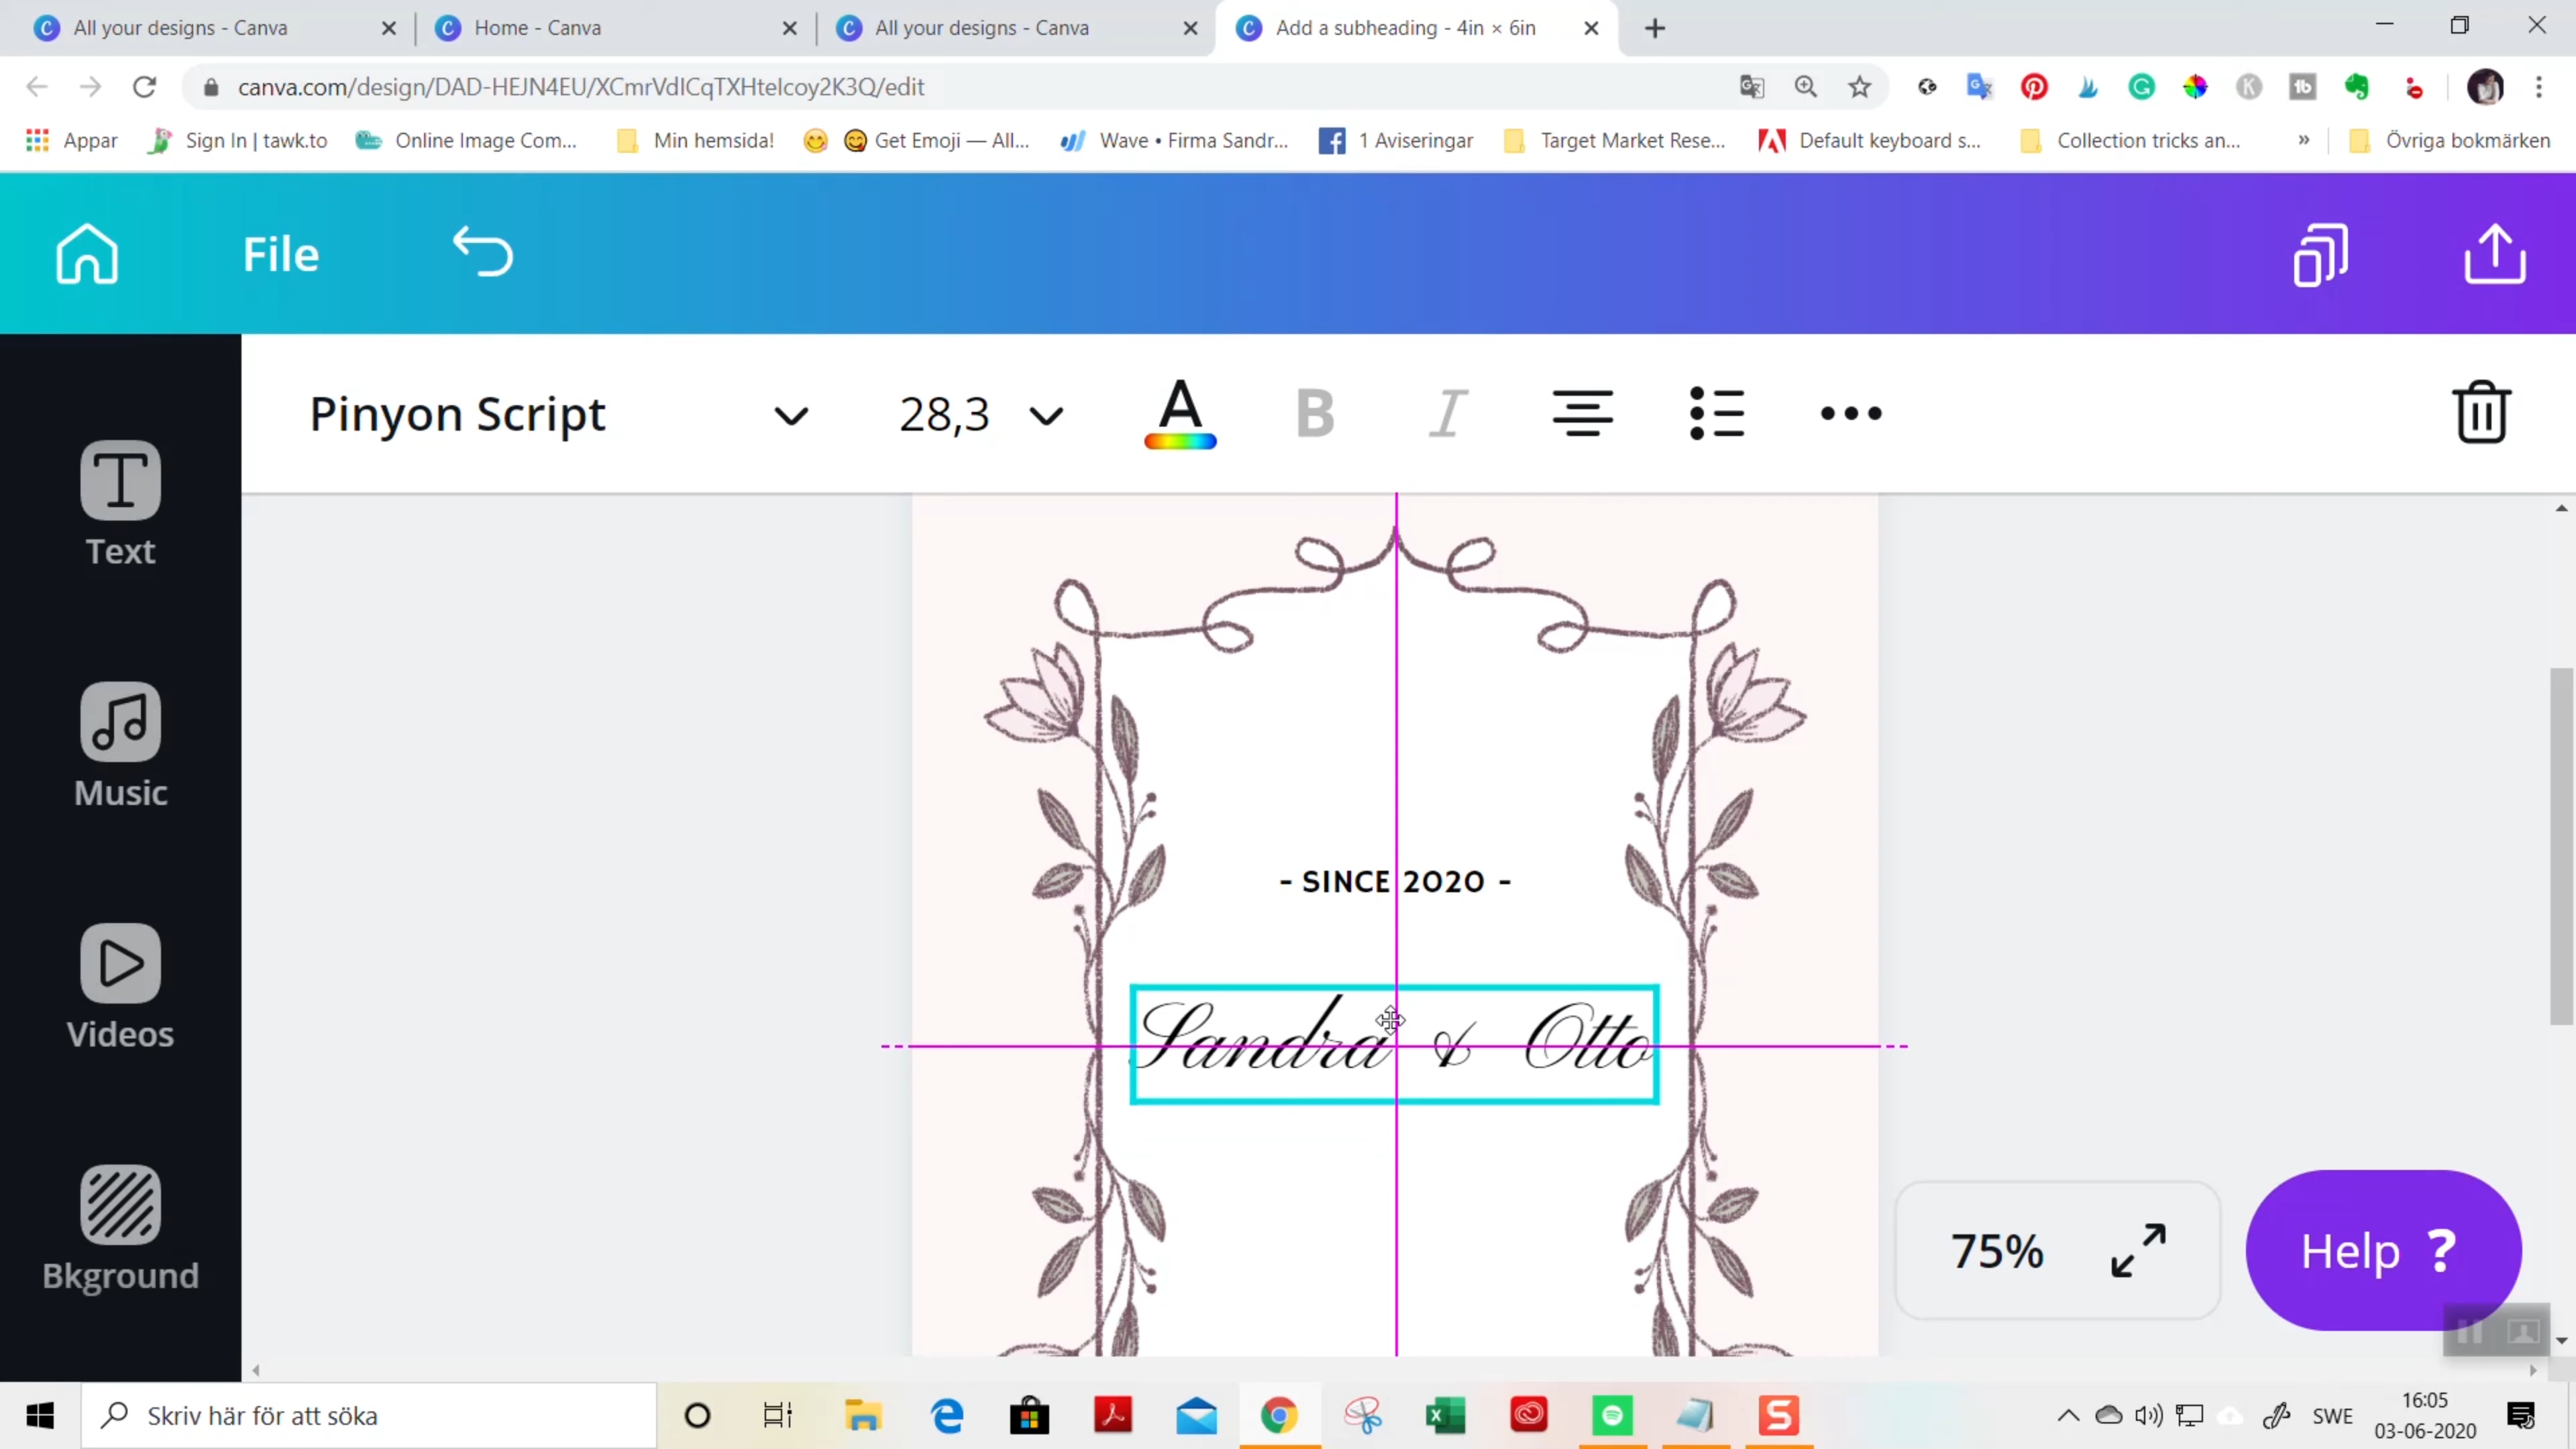 All your designs - Canva
Home - Canva
All your designs - Canva
Add a subheading - 4in × 6in
canva.com/design/DAD-HEJN4EU/XCmrVdlCqTXHtelcoy2K3Q/edit
Appar
Sign In | tawk.to
Online Image Com...
Min hemsida!
Get Emoji — All...
Wave • Firma Sandr...
1 Aviseringar
Target Market Rese...
Default keyboard s...
Collection tricks an...
»
Övriga bokmärken
File
Pinyon Script
28,3
A
B
I
Text
Music
Videos
Bkground
- SINCE 2020 -
Sandra & Otto
75%
Help ?
Skriv här för att söka
SWE
16:05
03-06-2020